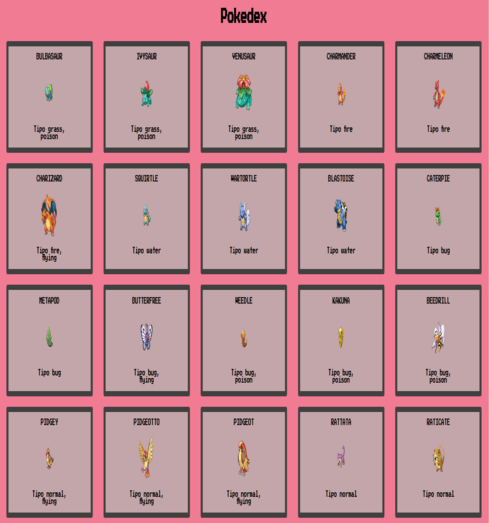 Pokedex
BULBASAUR
IVYSAUR
VENUSAUR
CHARMANDER
CHARMELEON
Tipo grass,
poison
Tipo grass,
poison
Tipo grass,
poison
Tipo fire
Tipo fire
CHARIZARD
SQUIRTLE
WARTORTLE
BLASTOISE
CATERPIE
Tipo fire,
flying
Tipo water
Tipo water
Tipo water
Tipo bug
METAPOD
BUTTERFREE
WEEDLE
KAKUNA
BEEDRILL
Tipo bug
Tipo bug,
flying
Tipo bug,
poison
Tipo bug,
poison
Tipo bug,
poison
PIDGEY
PIDGEOTTO
PIDGEOT
RATTATA
RATICATE
Tipo normal,
flying
Tipo normal,
flying
Tipo normal,
flying
Tipo normal
Tipo normal